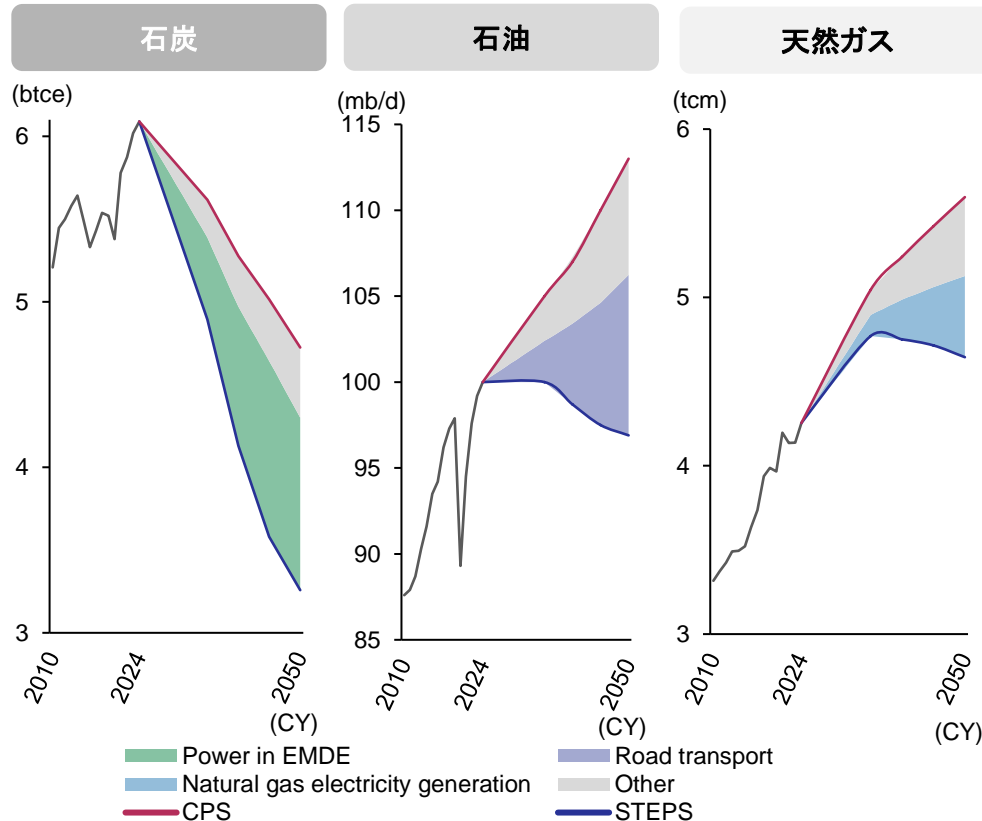 石炭
石油
天然ガス
(btce)
(mb/d)
(tcm)
6
5
4
3
2010
2024
2050
(CY)
115
110
105
100
95
90
85
2010
2024
2050
(CY)
6
5
4
3
2010
2024
2050
(CY)
Power in EMDE
Road transport
Natural gas electricity generation
Other
CPS
STEPS